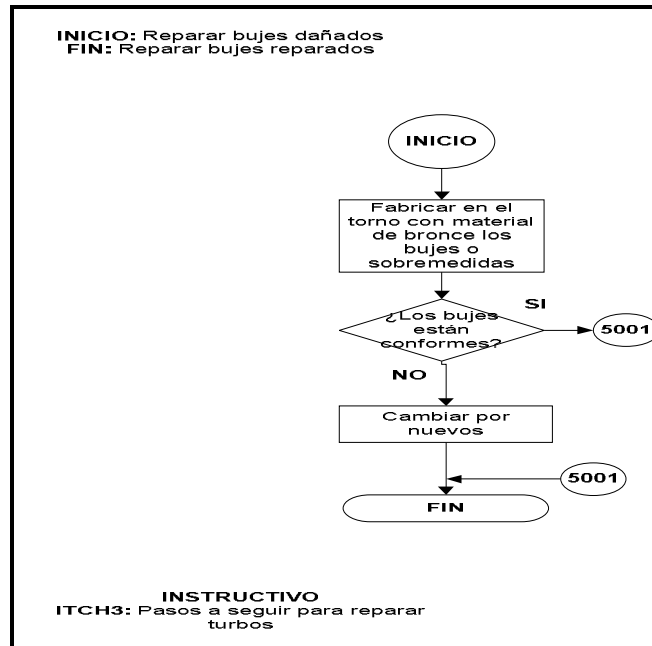 INICIO: Reparar bujes dañados
FIN: Reparar bujes reparados
INICIO
Fabricar en el
torno con material
de bronce los
bujes o
sobremedidas
¿Los bujes
están
conformes?
SI
5001
NO
Cambiar por
nuevos
5001
FIN
INSTRUCTIVO
ITCH3: Pasos a seguir para reparar
turbos